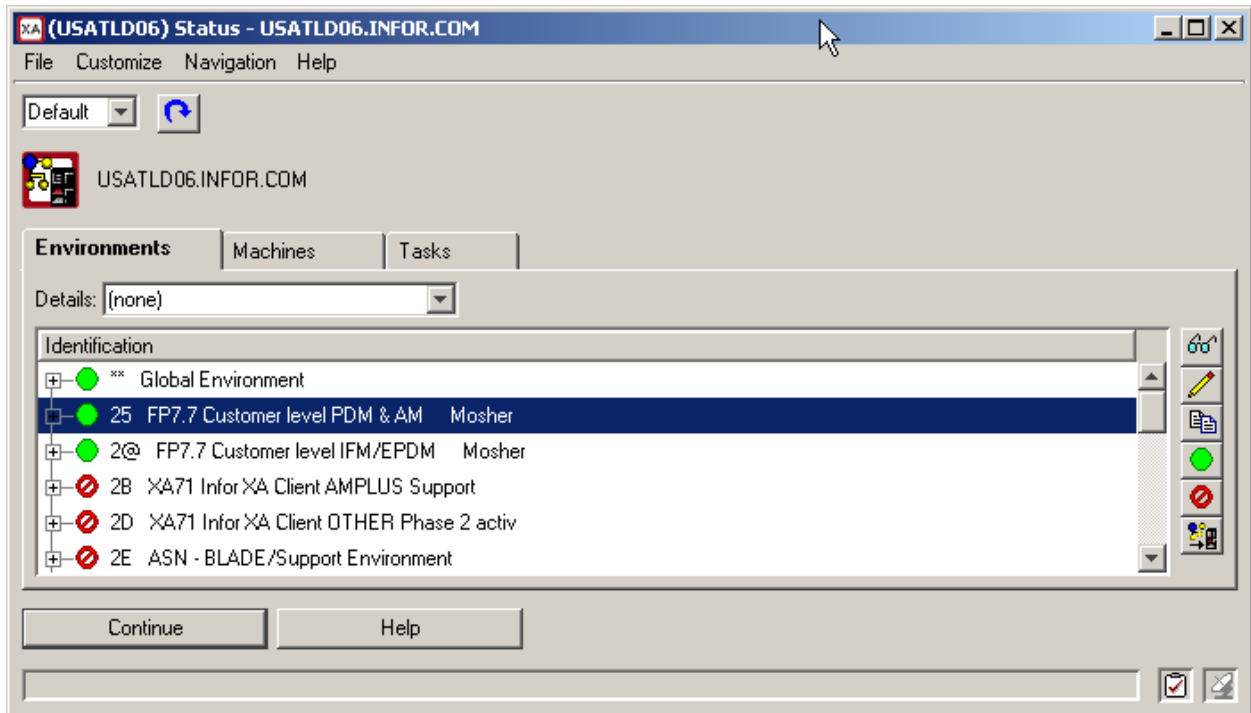 XA (USATLD06) Status - USATLD06.INFOR.COM
File Customize Navigation Help
Default
USATLD06.INFOR.COM
Environments Machines Tasks
Details: (none)
Identification
** Global Environment
25 FP7.7 Customer level PDM & AM Mosher
2@ FP7.7 Customer level IFM/EPDM Mosher
2B XA71 Infor XA Client AMPLUS Support
2D XA71 Infor XA Client OTHER Phase 2 activ
2E ASN - BLADE/Support Environment
Continue Help